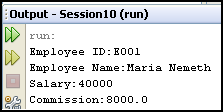 Output - Session10 (run)
run:
Employee ID:E001
Employee Name:Maria Nemeth
Salary:40000
Commission:8000.0